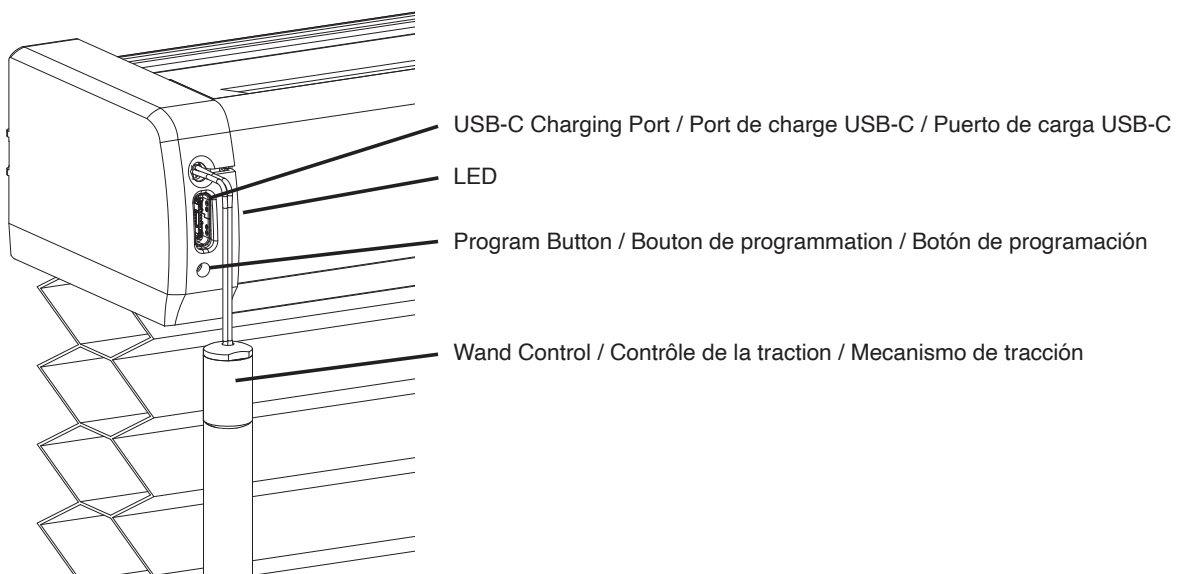 USB-C Charging Port / Port de charge USB-C / Puerto de carga USB-C
LED
Program Button / Bouton de programmation / Botón de programación
Wand Control / Contrôle de la traction / Mecanismo de tracción